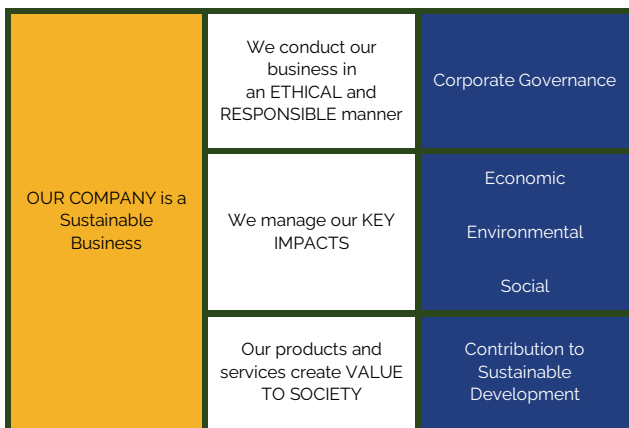 OUR COMPANY is a
Sustainable
Business
We conduct our
business in
an ETHICAL and
RESPONSIBLE manner
Corporate Governance
We manage our KEY
IMPACTS
Economic
Environmental
Social
Our products and
services create VALUE
TO SOCIETY
Contribution to
Sustainable
Development